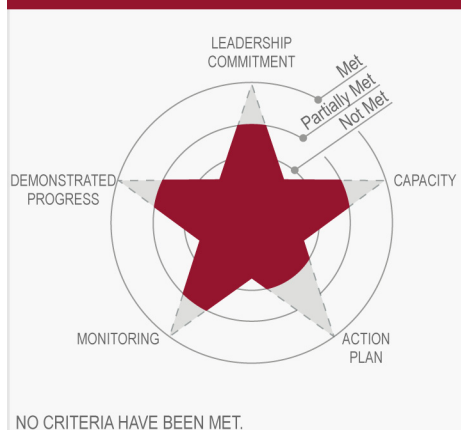 LEADERSHIP
COMMITMENT
Met
Partially Met
Not Met
DEMONSTRATED
PROGRESS
CAPACITY
MONITORING
ACTION
PLAN
NO CRITERIA HAVE BEEN MET.